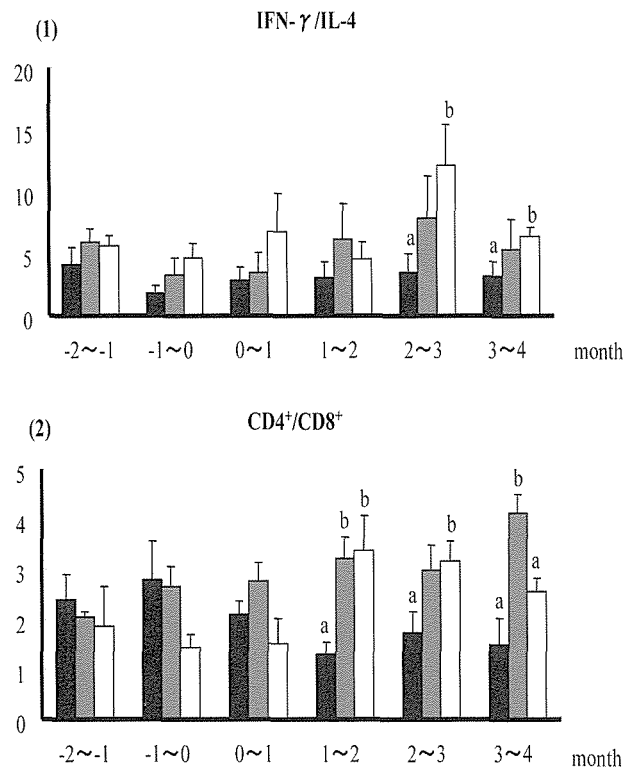 (1)
IFN-γ/IL-4
20
15
b
10
a
b
5
0
-2~-1 -1~0 0~1 1~2 2~3 3~4 month
(2)
CD4+/CD8+
5
b
b b b
4
a
3
a a
a
2
1
0
-2~-1 -1~0 0~1 1~2 2~3 3~4 month